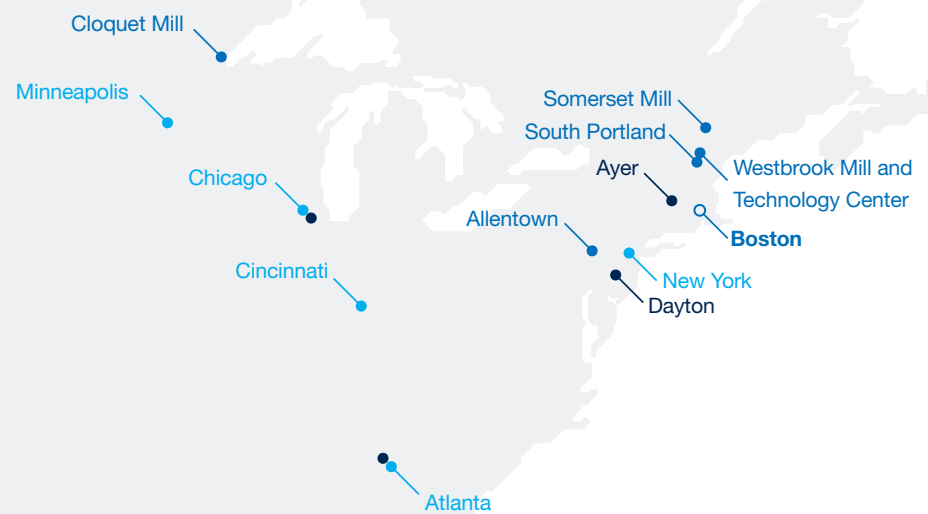 Cloquet Mill
Minneapolis
Somerset Mill
South Portland
Ayer
Westbrook Mill and
Technology Center
Chicago
Allentown
Boston
Cincinnati
New York
Dayton
Atlanta